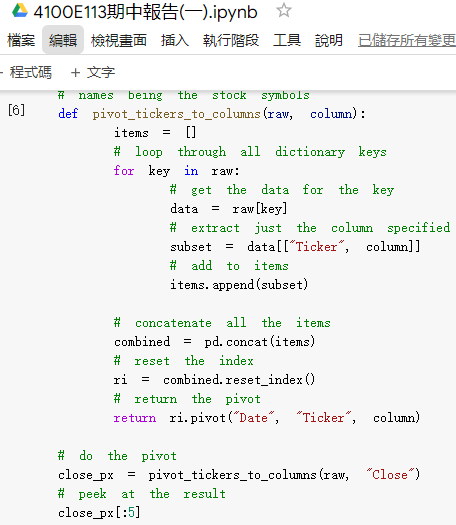 4100E113期中報告(一).ipynb
檔案 編輯 檢視畫面 插入 執行階段 工具 說明 已儲存所有變更
+ 程式碼 + 文字
# names being the stock symbols
[6] def pivot_tickers_to_columns(raw, column):
items = []
# loop through all dictionary keys
for key in raw:
# get the data for the key
data = raw[key]
# extract just the column specified
subset = data[["Ticker", column]]
# add to items
items.append(subset)
# concatenate all the items
combined = pd.concat(items)
# reset the index
ri = combined.reset_index()
# return the pivot
return ri.pivot("Date", "Ticker", column)
# do the pivot
close_px = pivot_tickers_to_columns(raw, "Close")
# peek at the result
close_px[:5]